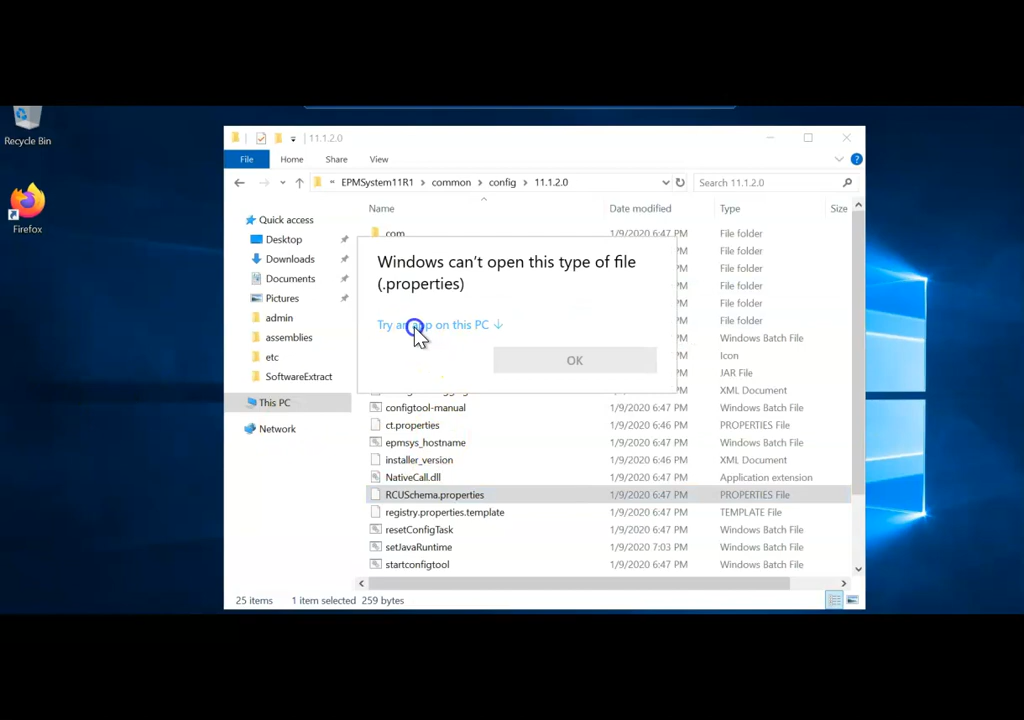 Recycle Bin
Firefox
11.1.2.0
File Home Share View
« EPMSystem11R1 > common > config > 11.1.2.0
Search 11.1.2.0
Name Date modified Type Size
Quick access
Desktop
Downloads
Documents
Pictures
admin
assemblies
etc
SoftwareExtract
This PC
Network
com 1/9/2020 6:47 PM File folder
M File folder
M File folder
M File folder
M File folder
M File folder
M Windows Batch File
M Icon
M JAR File
M XML Document
Windows can't open this type of file
(.properties)
Try an app on this PC ↓
OK
configtool-manual 1/9/2020 6:47 PM Windows Batch File
ct.properties 1/9/2020 6:46 PM PROPERTIES File
epmsys_hostname 1/9/2020 6:47 PM Windows Batch File
installer_version 1/9/2020 6:46 PM XML Document
NativeCall.dll 1/9/2020 6:47 PM Application extension
RCUSchema.properties 1/9/2020 6:47 PM PROPERTIES File
registry.properties.template 1/9/2020 6:47 PM TEMPLATE File
resetConfigTask 1/9/2020 6:47 PM Windows Batch File
setJavaRuntime 1/9/2020 7:03 PM Windows Batch File
startconfigtool 1/9/2020 6:47 PM Windows Batch File
25 items 1 item selected 259 bytes